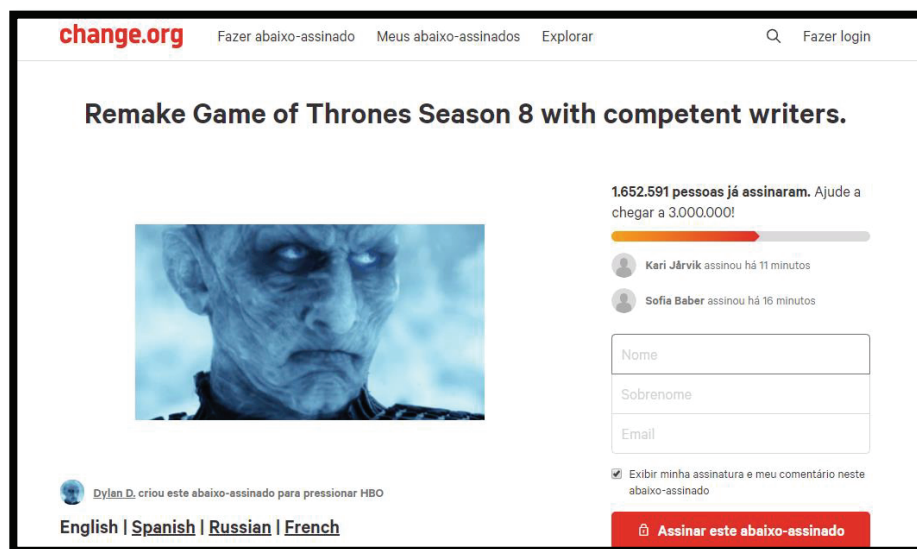 change.org Fazer abaixo-assinado Meus abaixo-assinados Explorar Fazer login
Remake Game of Thrones Season 8 with competent writers.
1.652.591 pessoas já assinaram. Ajude a
chegar a 3.000.000!
Kari Jårvik assinou há 11 minutos
Sofia Baber assinou há 16 minutos
Nome
Sobrenome
Email
Exibir minha assinatura e meu comentário neste
abaixo-assinado
Assinar este abaixo-assinado
Dylan D. criou este abaixo-assinado para pressionar HBO
English | Spanish | Russian | French